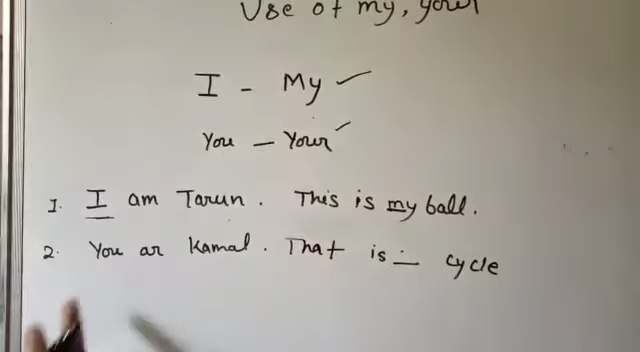 Use of my, your
I - My ✓
You - Your ✓
1. I am Tarun. This is my ball.
2. You ar Kamal. That is _ cycle